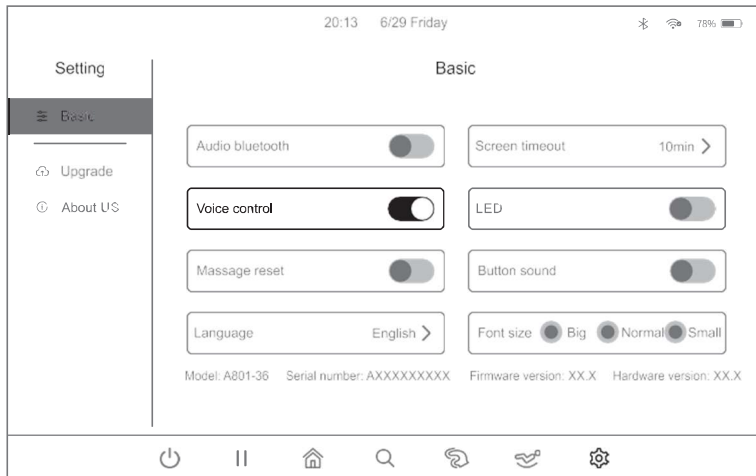 20:13 6/29 Friday 78%
Setting
Basic
Basic
Upgrade
About US
Audio bluetooth
Screen timeout 10min
Voice control
LED
Massage reset
Button sound
Language English
Font size Big Normal Small
Model: A801-36 Serial number: AXXXXXXXXXX Firmware version: XX.X Hardware version: XX.X